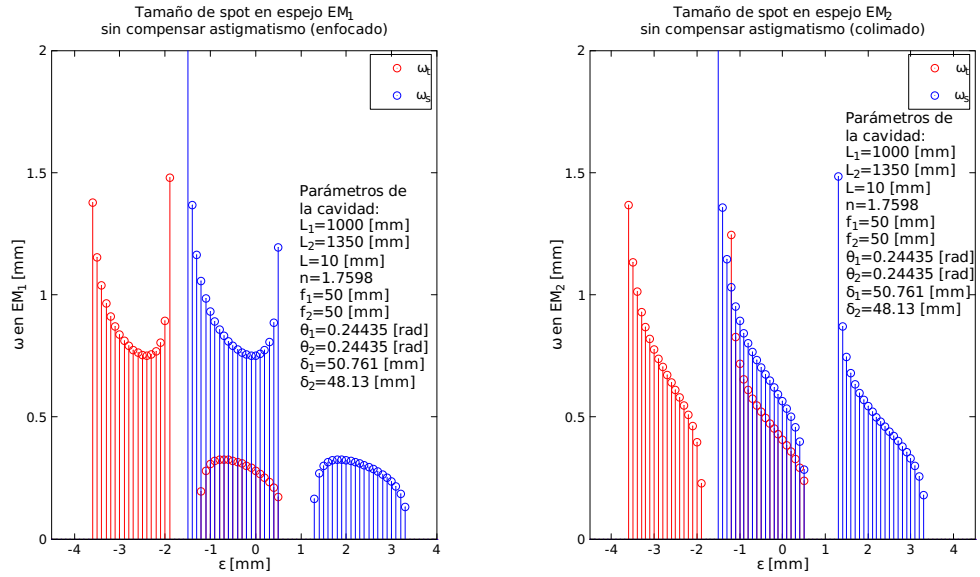 Tamaño de spot en espejo EM₁
sin compensar astigmatismo (enfocado)
2
1.5
1
0.5
0
ω en EM₁ [mm]
-4
-3
-2
-1
0
1
2
3
4
ε [mm]
ωₜ
ωₛ
Parámetros de
la cavidad:
L₁=1000 [mm]
L₂=1350 [mm]
L=10 [mm]
n=1.7598
f₁=50 [mm]
f₂=50 [mm]
θ₁=0.24435 [rad]
θ₂=0.24435 [rad]
δ₁=50.761 [mm]
δ₂=48.13 [mm]
Tamaño de spot en espejo EM₂
sin compensar astigmatismo (colimado)
2
1.5
1
0.5
0
ω en EM₂ [mm]
-4
-3
-2
-1
0
1
2
3
4
ε [mm]
ωₜ
ωₛ
Parámetros de
la cavidad:
L₁=1000 [mm]
L₂=1350 [mm]
L=10 [mm]
n=1.7598
f₁=50 [mm]
f₂=50 [mm]
θ₁=0.24435 [rad]
θ₂=0.24435 [rad]
δ₁=50.761 [mm]
δ₂=48.13 [mm]